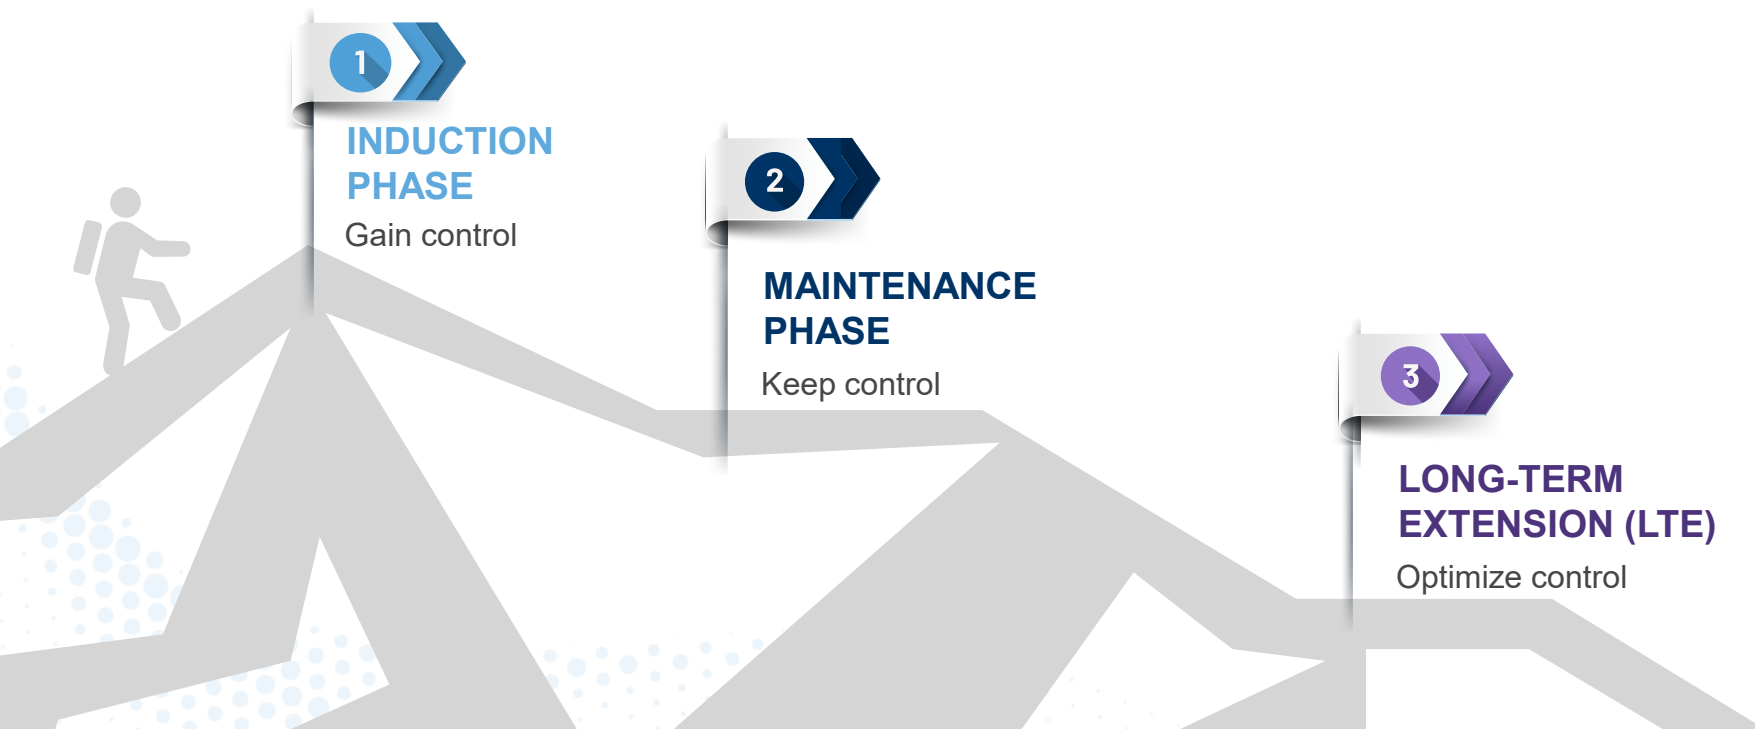 1
INDUCTION
PHASE
Gain control
2
MAINTENANCE
PHASE
Keep control
3
LONG-TERM
EXTENSION (LTE)
Optimize control